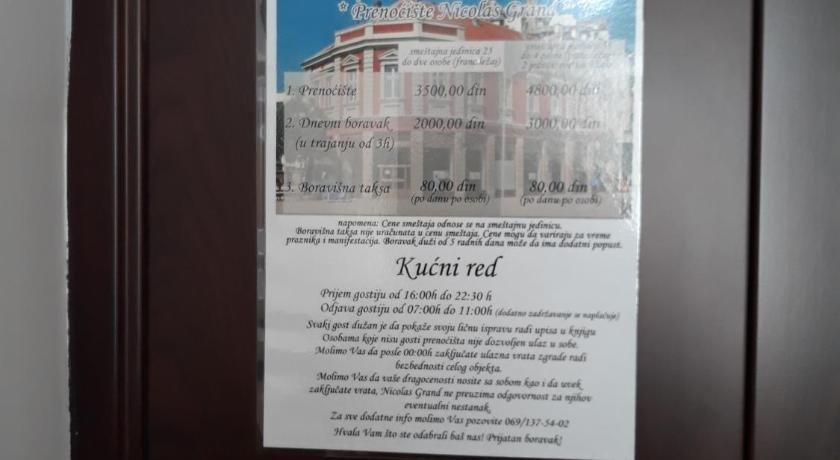 * Prenoćište Nicolas Grand *
smeštajna jedinica 23
do dve osobe (franc.ležaj)
1. Prenoćište 3500,00 din 4800,00 din
2. Dnevni boravak 2000,00 din 3000,00 din
(u trajanju od 3h)
3. Boravišna taksa 80,00 din 80,00 din
(po danu po osobi) (po danu po osobi)
napomena: Cene smeštaja odnose se na smeštajnu jedinicu.
Boravišna taksa nije uračunata u cenu smeštaja. Cene mogu da variraju za vreme
praznika i manifestacija. Boravak duži od 5 radnih dana može da ima dodatni popust.
Kućni red
Prijem gostiju od 16:00h do 22:30 h
Odjava gostiju od 07:00h do 11:00h (dodatno zadržavanje se naplaćuje)
Svaki gost dužan je da pokaže svoju ličnu ispravu radi upisa u knjigu
Osobama koje nisu gosti prenoćišta nije dozvoljen ulaz u sobe.
Molimo Vas da posle 00:00h zaključate ulazna vrata zgrade radi
bezbednosti celog objekta.
Molimo Vas da vaše dragocenosti nosite sa sobom kao i da uvek
zaključate vrata, Nicolas Grand ne preuzima odgovornost za njihov
eventualni nestanak.
Za sve dodatne info molimo Vas pozovite 069/137-54-02
Hvala Vam što ste odabrali baš nas! Prijatan boravak!